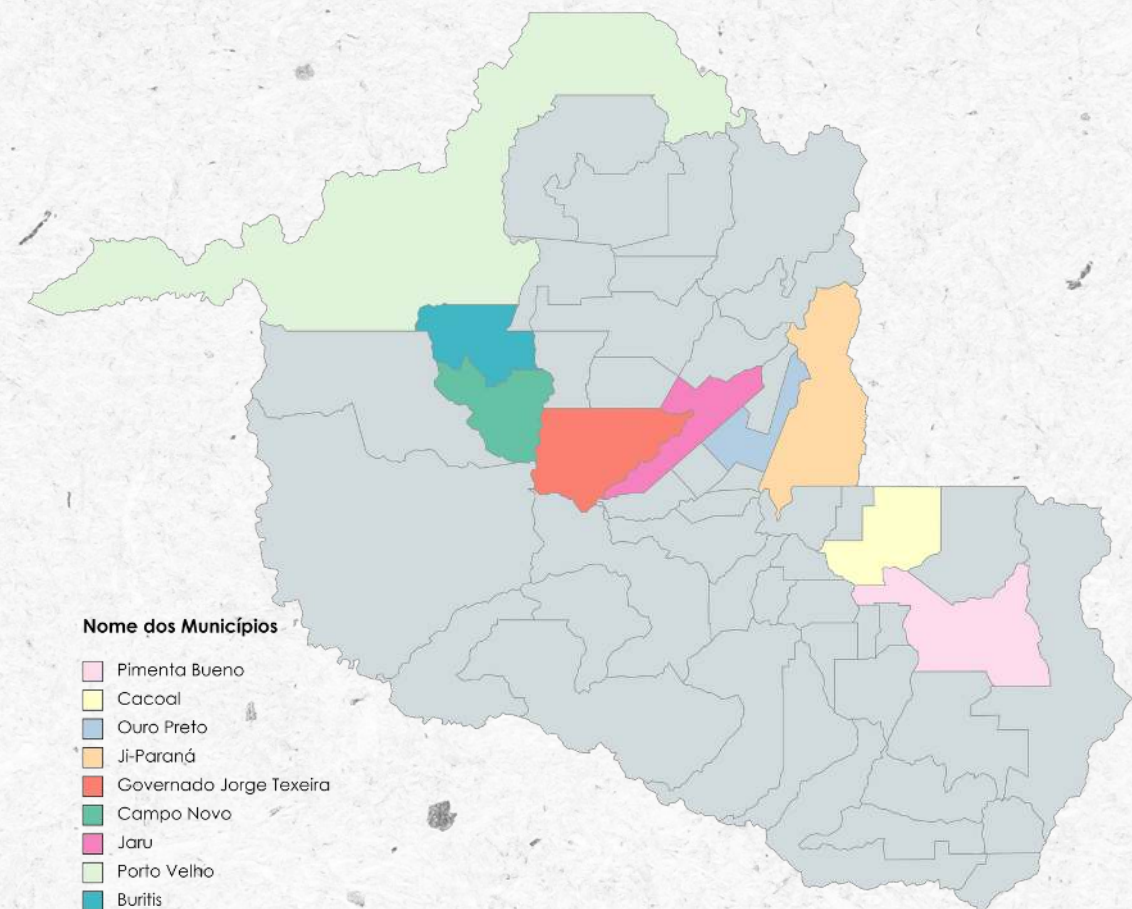 Nome dos Municípios
Pimenta Bueno
Cacoal
Ouro Preto
Ji-Paraná
Governado Jorge Texeira
Campo Novo
Jaru
Porto Velho
Buritis